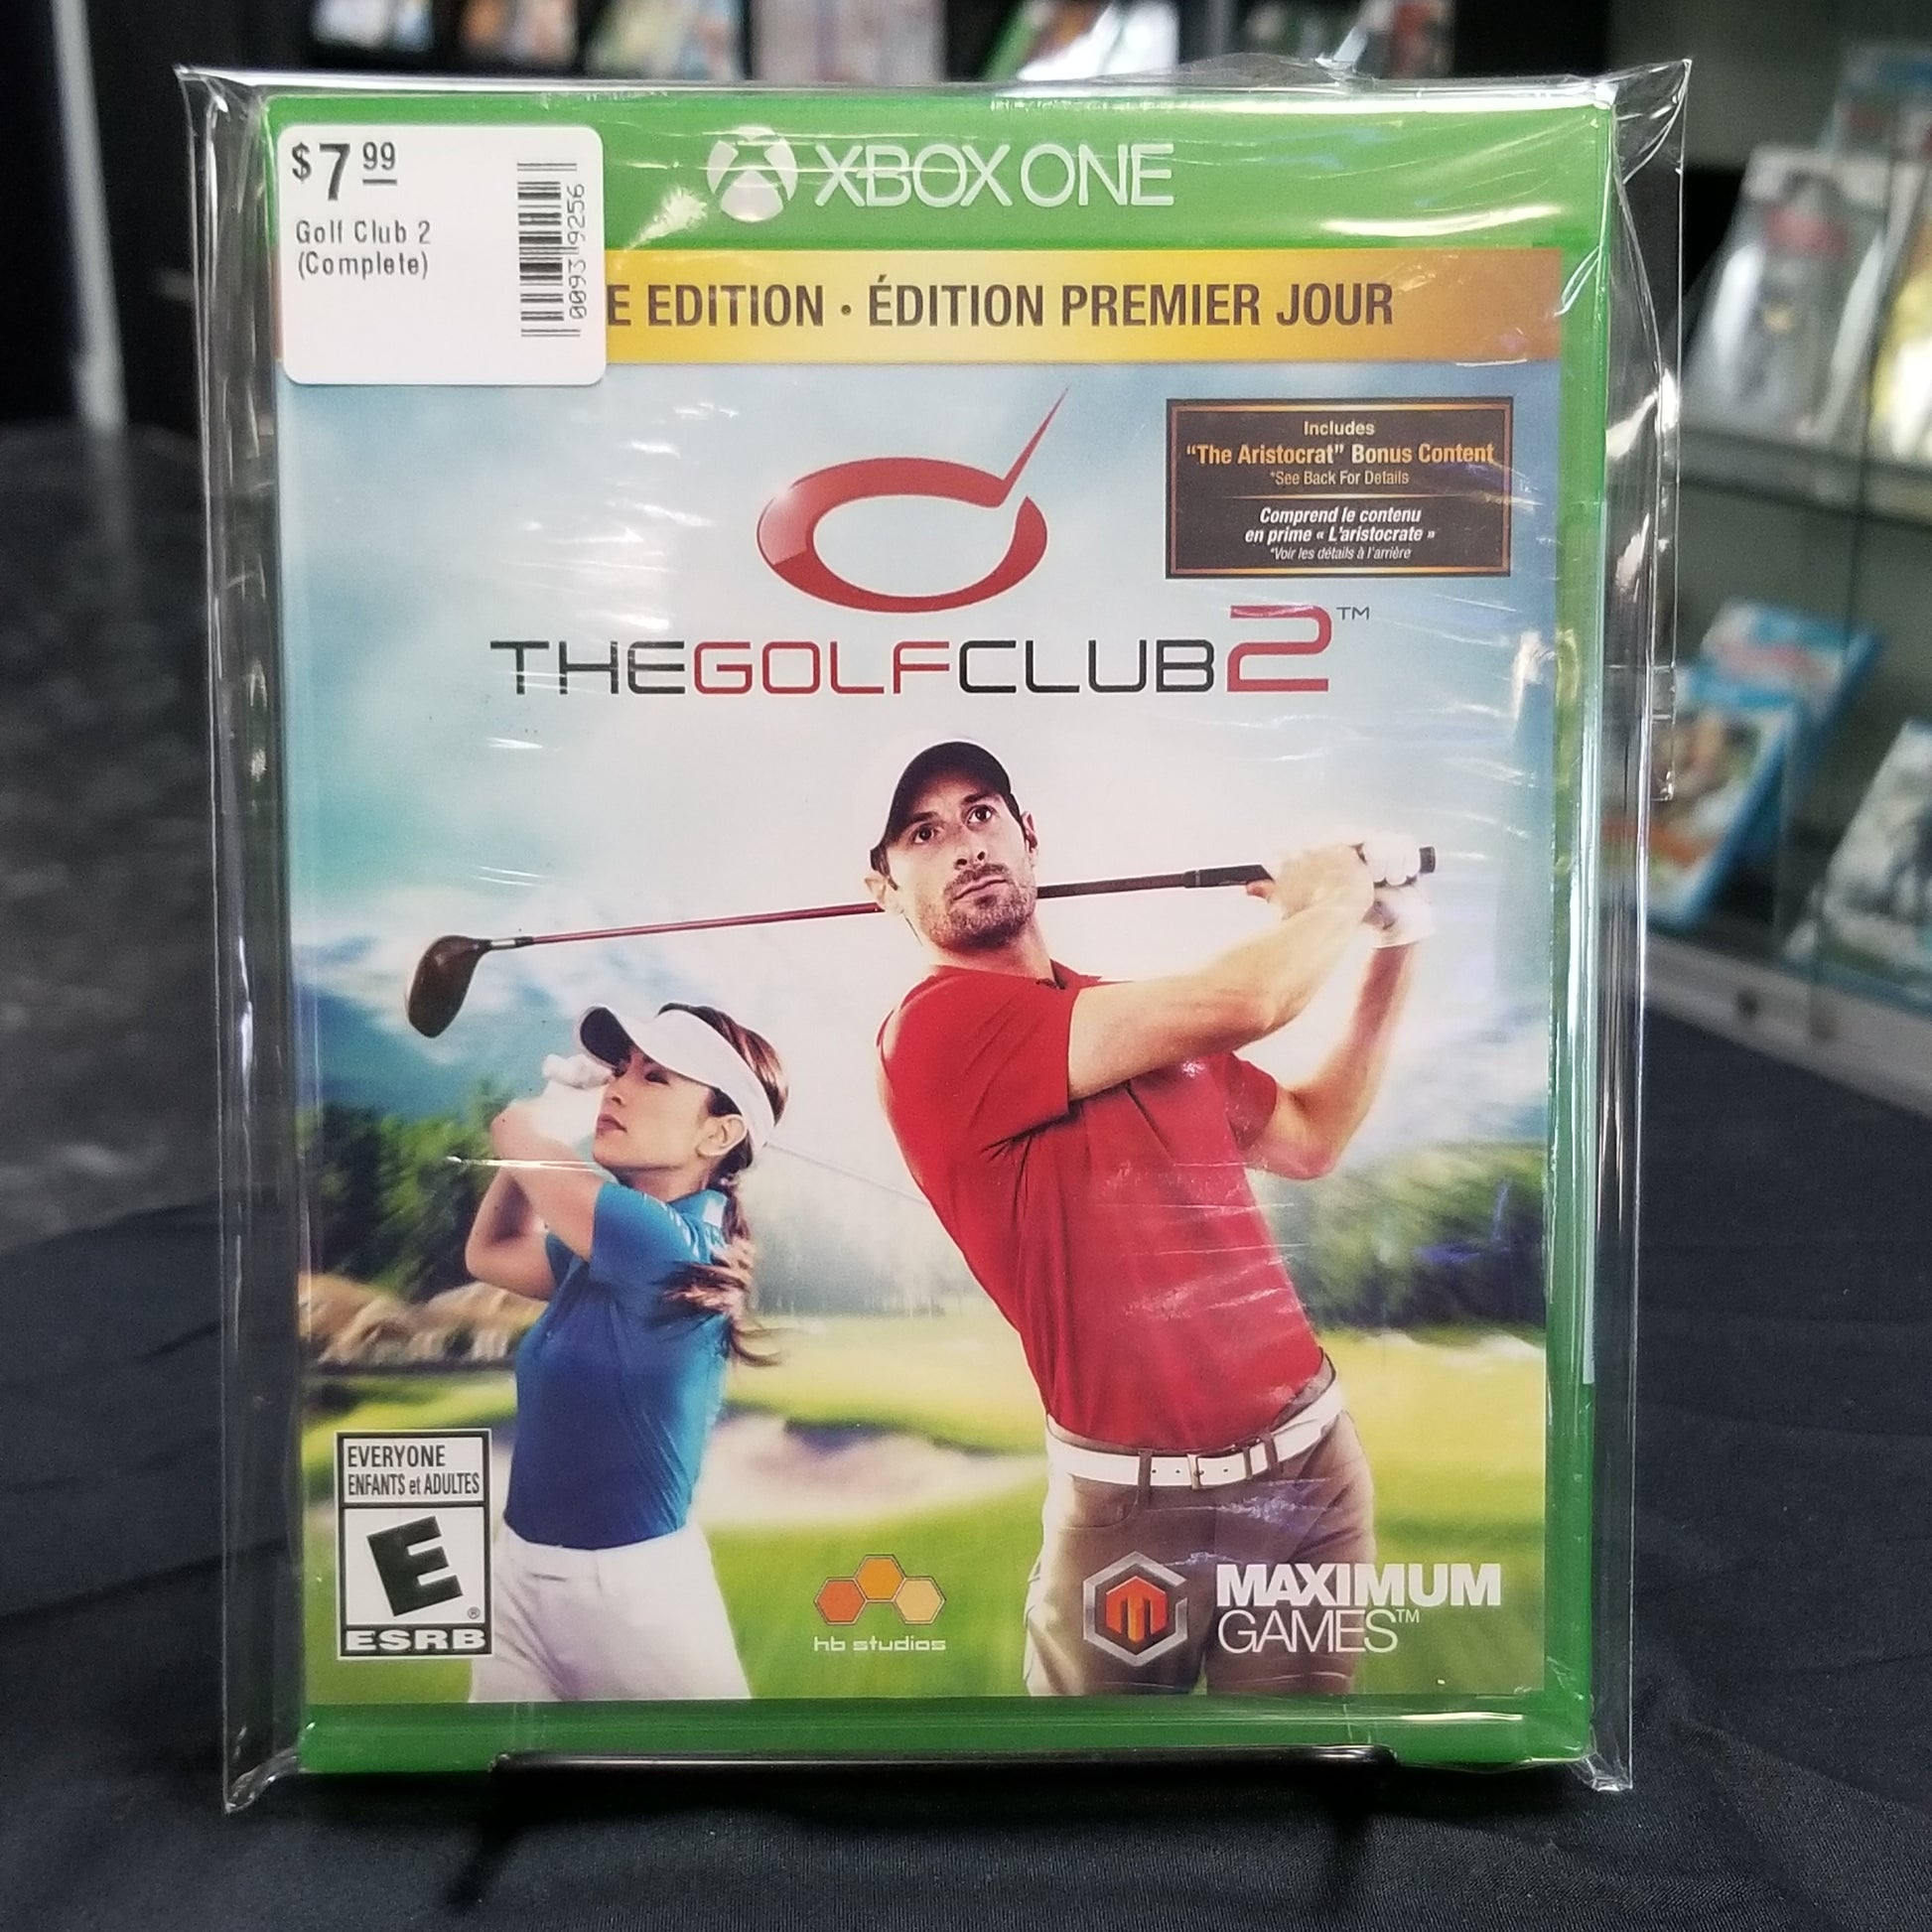 $7 99
Golf Club 2
(Complete)
0093 9256
XBOX ONE
E EDITION • ÉDITION PREMIER JOUR
Includes
“The Aristocrat” Bonus Content
*See Back For Details
Comprend le contenu
en prime « L'aristocrate »
*Voir les détails à l'arrière
THEGOLFCLUB2™
EVERYONE
ENFANTS et ADULTES
E
®
ESRB
hb studios
MAXIMUM
GAMES™